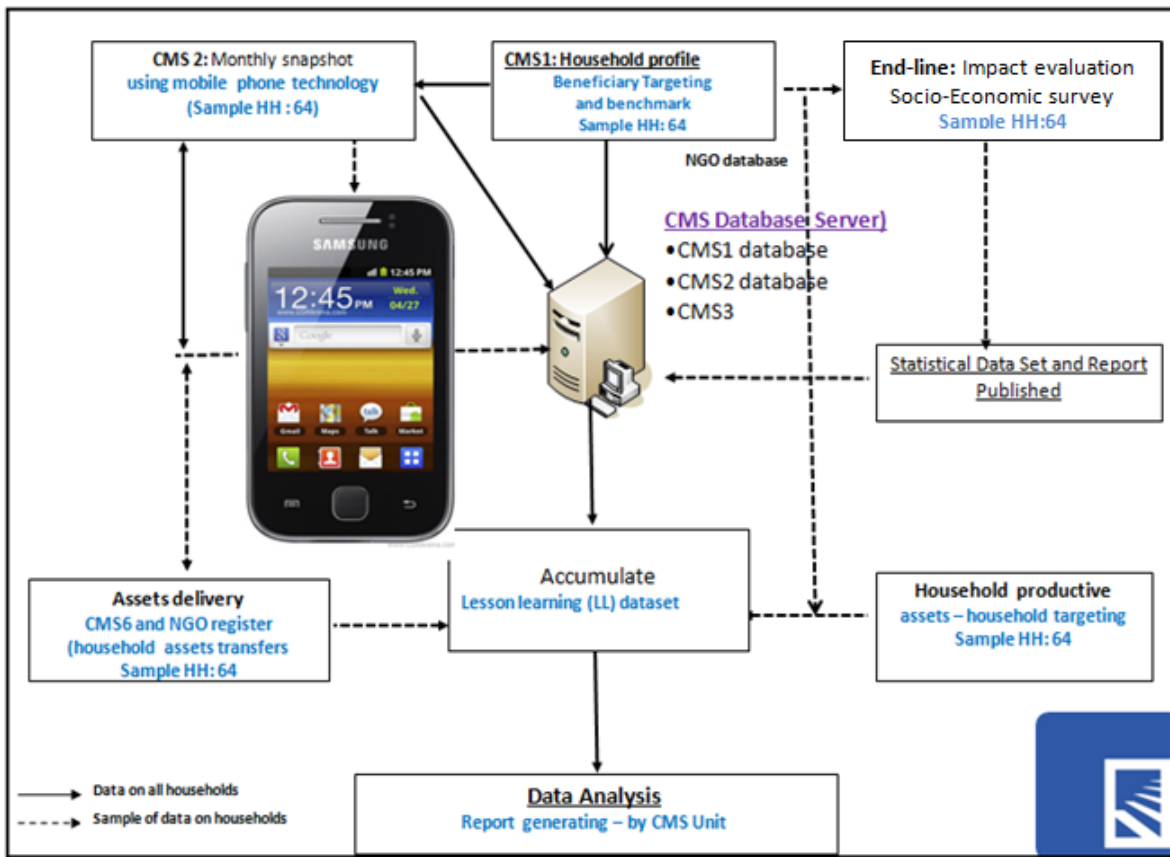 CMS 2: Monthly snapshot
using mobile phone technology
(Sample HH : 64)
CMS1: Household profile
Beneficiary Targeting
and benchmark
Sample HH: 64
End-line: Impact evaluation
Socio-Economic survey
Sample HH:64
NGO database
CMS Database Server)
•CMS1 database
•CMS2 database
•CMS3
SAMSUNG
12:45 PM
12:45PM
Wed.
04/27
Google
Gmail
Maps
Talk
Market
Statistical Data Set and Report
Published
Assets delivery
CMS6 and NGO register
(household assets transfers
Sample HH: 64
Accumulate
Lesson learning (LL) dataset
Household productive
assets – household targeting
Sample HH: 64
Data on all households
Sample of data on households
Data Analysis
Report generating – by CMS Unit